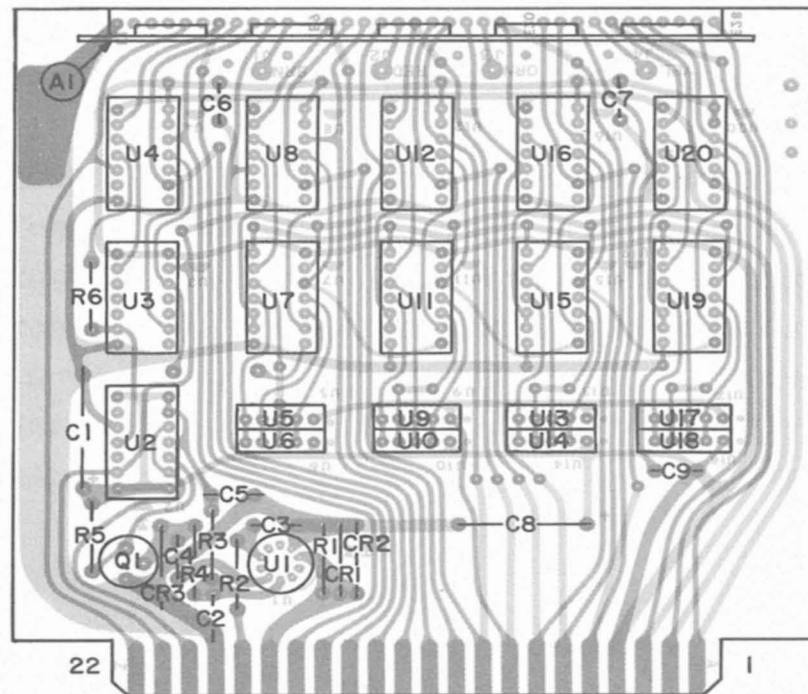 A1
C6
C7
U4 U8 U12 U16 U20
R6
U3 U7 U11 U15 U19
C1
U2
U5 U9 U13 U17
U6 U10 U14 U18
C9
C5
R5 Q1 C4 R3 C3 U1 R1 CR2 C8
R4 R2 CR1
CR3 C2
22 1